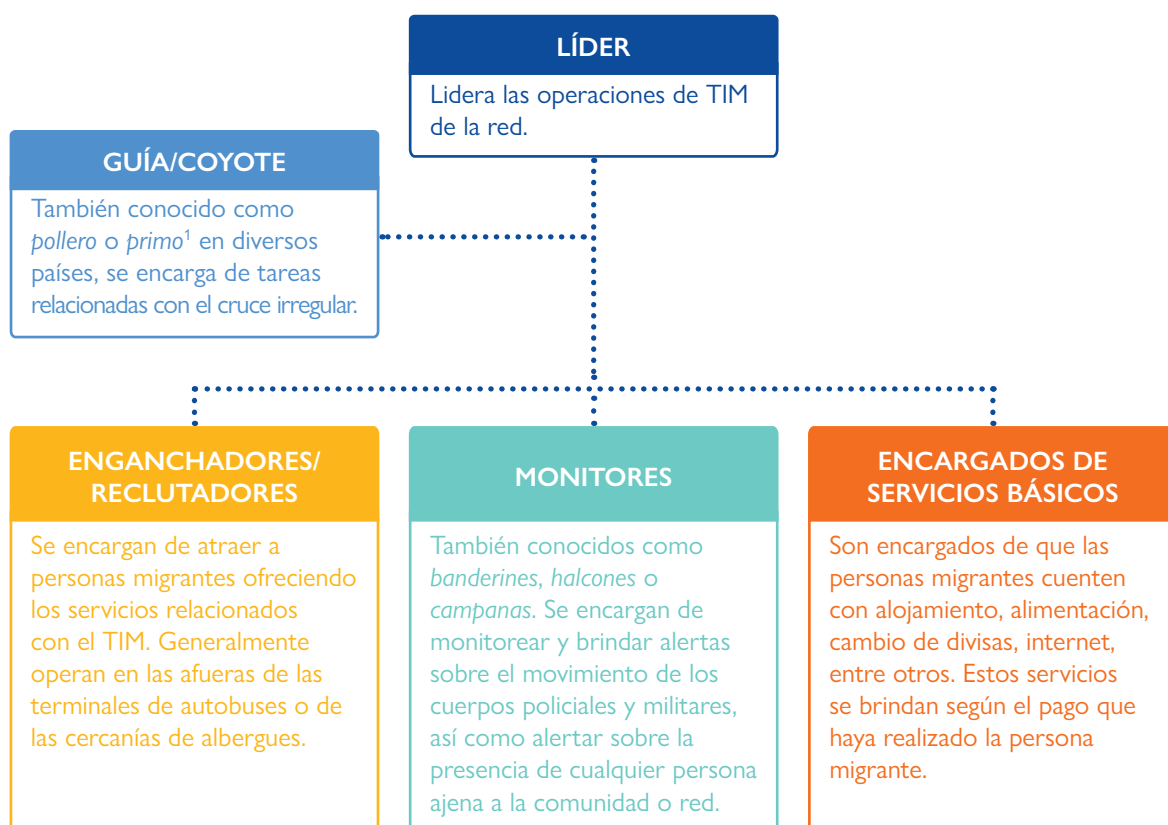 LÍDER
Lidera las operaciones de TIM
de la red.
GUÍA/COYOTE
También conocido como
pollero o primo¹ en diversos
países, se encarga de tareas
relacionadas con el cruce irregular.
ENGANCHADORES/
RECLUTADORES
Se encargan de atraer a
personas migrantes ofreciendo
los servicios relacionados
con el TIM. Generalmente
operan en las afueras de las
terminales de autobuses o de
las cercanías de albergues.
MONITORES
También conocidos como
banderines, halcones o
campanas. Se encargan de
monitorear y brindar alertas
sobre el movimiento de los
cuerpos policiales y militares,
así como alertar sobre la
presencia de cualquier persona
ajena a la comunidad o red.
ENCARGADOS DE
SERVICIOS BÁSICOS
Son encargados de que las
personas migrantes cuenten
con alojamiento, alimentación,
cambio de divisas, internet,
entre otros. Estos servicios
se brindan según el pago que
haya realizado la persona
migrante.